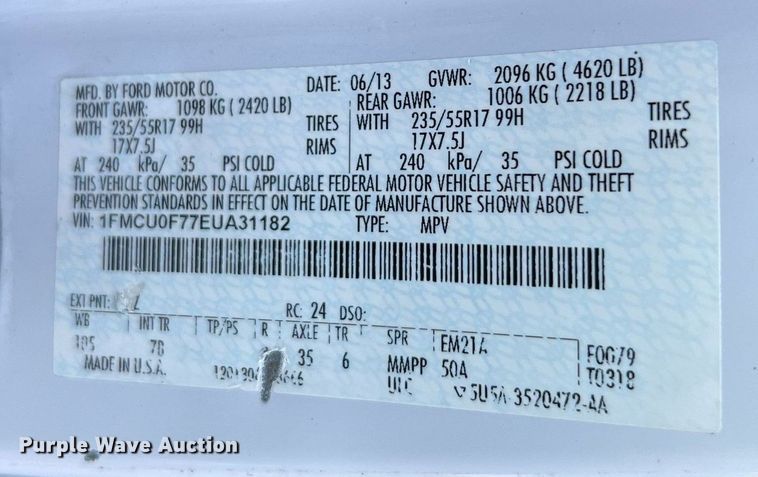 MFD. BY FORD MOTOR CO. DATE: 06/13 GVWR: 2096 KG ( 4620 LB)
FRONT GAWR: 1098 KG ( 2420 LB) REAR GAWR: 1006 KG ( 2218 LB)
WITH 235/55R17 99H TIRES WITH 235/55R17 99H TIRES
17X7.5J RIMS 17X7.5J RIMS
AT 240 kPa/ 35 PSI COLD AT 240 kPa/ 35 PSI COLD
THIS VEHICLE CONFORMS TO ALL APPLICABLE FEDERAL MOTOR VEHICLE SAFETY AND THEFT
PREVENTION STANDARDS IN EFFECT ON THE DATE OF MANUFACTURE SHOWN ABOVE.
VIN: 1FMCU0F77EUA31182 TYPE: MPV
EXT PNT: RC: 24 DSO:
WB INT TR TP/PS R AXLE TR SPR EM21A F0G79
105 7B 35 6 MMPP 50A T0318
MADE IN U.S.A. 5U5A-3520472-AA
Purple Wave Auction